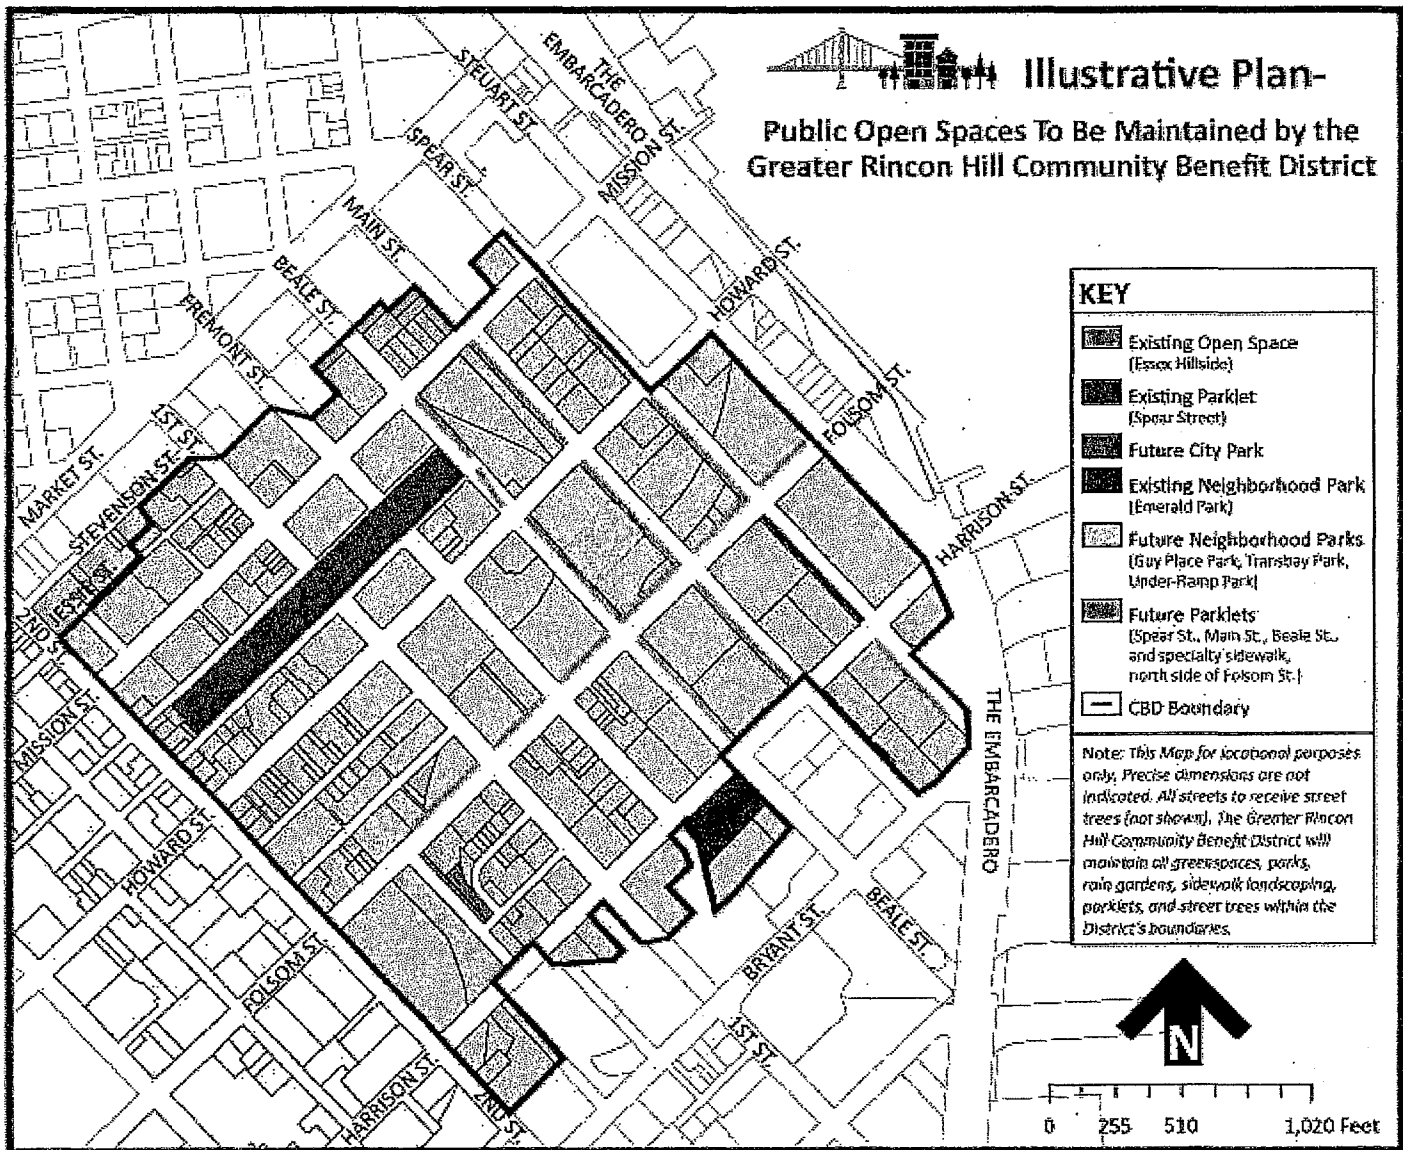 Illustrative Plan-
Public Open Spaces To Be Maintained by the
Greater Rincon Hill Community Benefit District
THE
EMBARCADERO
STEUART ST.
SPEAR ST.
MISSION ST.
MAIN ST.
BEALE ST.
HOWARD ST.
FREMONT ST.
FOLSOM ST.
1ST ST.
MARKET ST.
STEVENSON ST.
HARRISON ST.
JESSIE ST.
2ND ST.
MISSION ST.
THE EMBARCADERO
HOWARD ST.
BEALE ST.
BRYANT ST.
FOLSOM ST.
1ST ST.
HARRISON ST.
2ND ST.
KEY
Existing Open Space
(Essex Hillside)
Existing Parklet
(Spear Street)
Future City Park
Existing Neighborhood Park
(Emerald Park)
Future Neighborhood Parks
(Guy Place Park, Transbay Park,
Under-Ramp Park)
Future Parklets
(Spear St., Main St., Beale St.,
and specialty sidewalk,
north side of Folsom St.)
CBD Boundary
Note: This Map for locational purposes
only. Precise dimensions are not
indicated. All streets to receive street
trees (not shown). The Greater Rincon
Hill Community Benefit District will
maintain all greenspaces, parks,
rain gardens, sidewalk landscaping,
parklets, and street trees within the
District's boundaries.
N
0 255 510 1,020 Feet